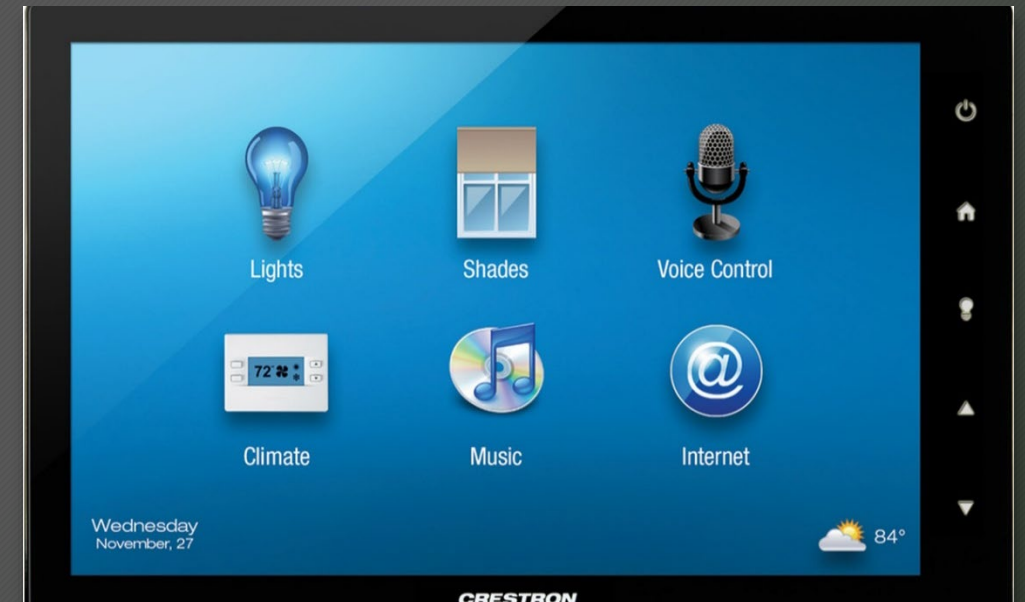 Lights
Shades
Voice Control
72°
Climate
Music
Internet
Wednesday
November, 27
84°
CRESTRON